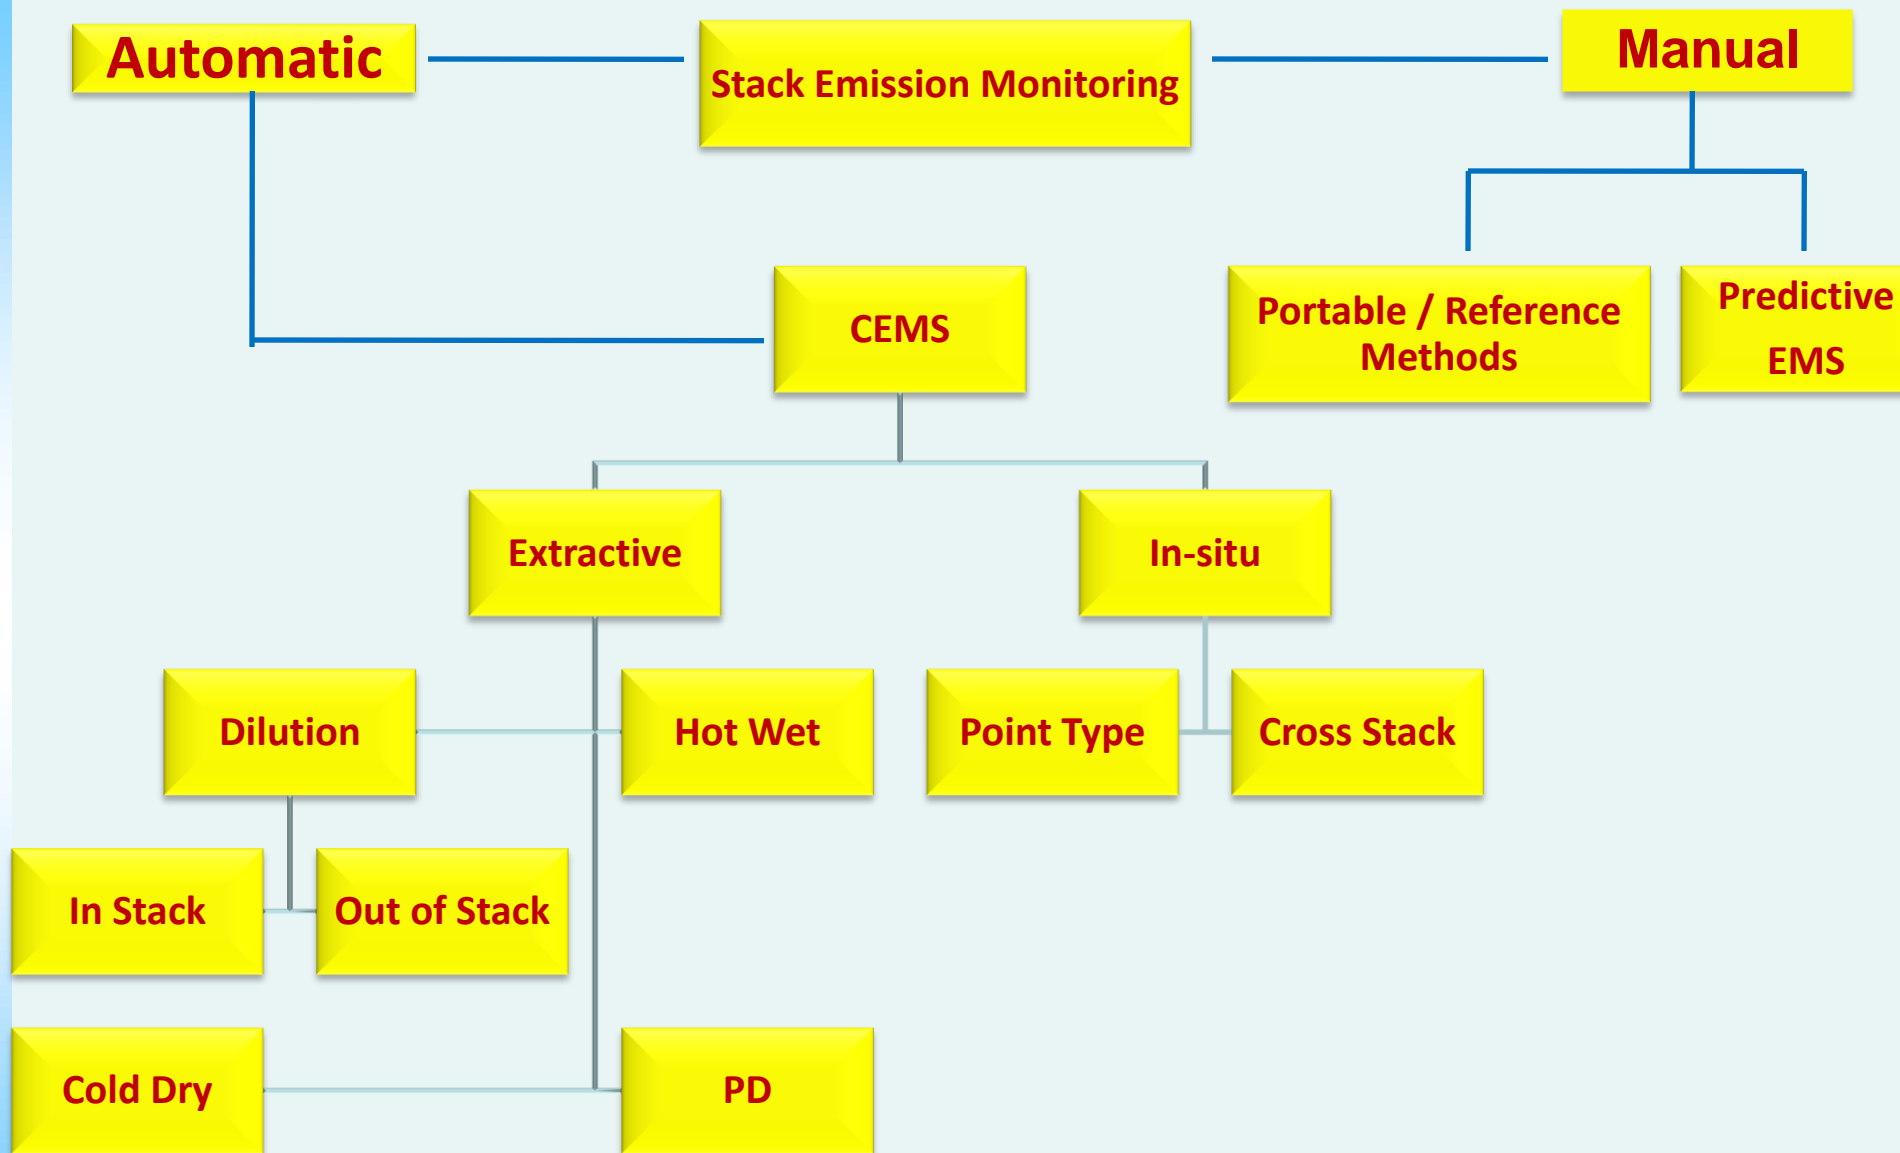 Automatic
Stack Emission Monitoring
Manual
CEMS
Portable / Reference
Methods
Predictive
EMS
Extractive
In-situ
Dilution
Hot Wet
Point Type
Cross Stack
In Stack
Out of Stack
Cold Dry
PD